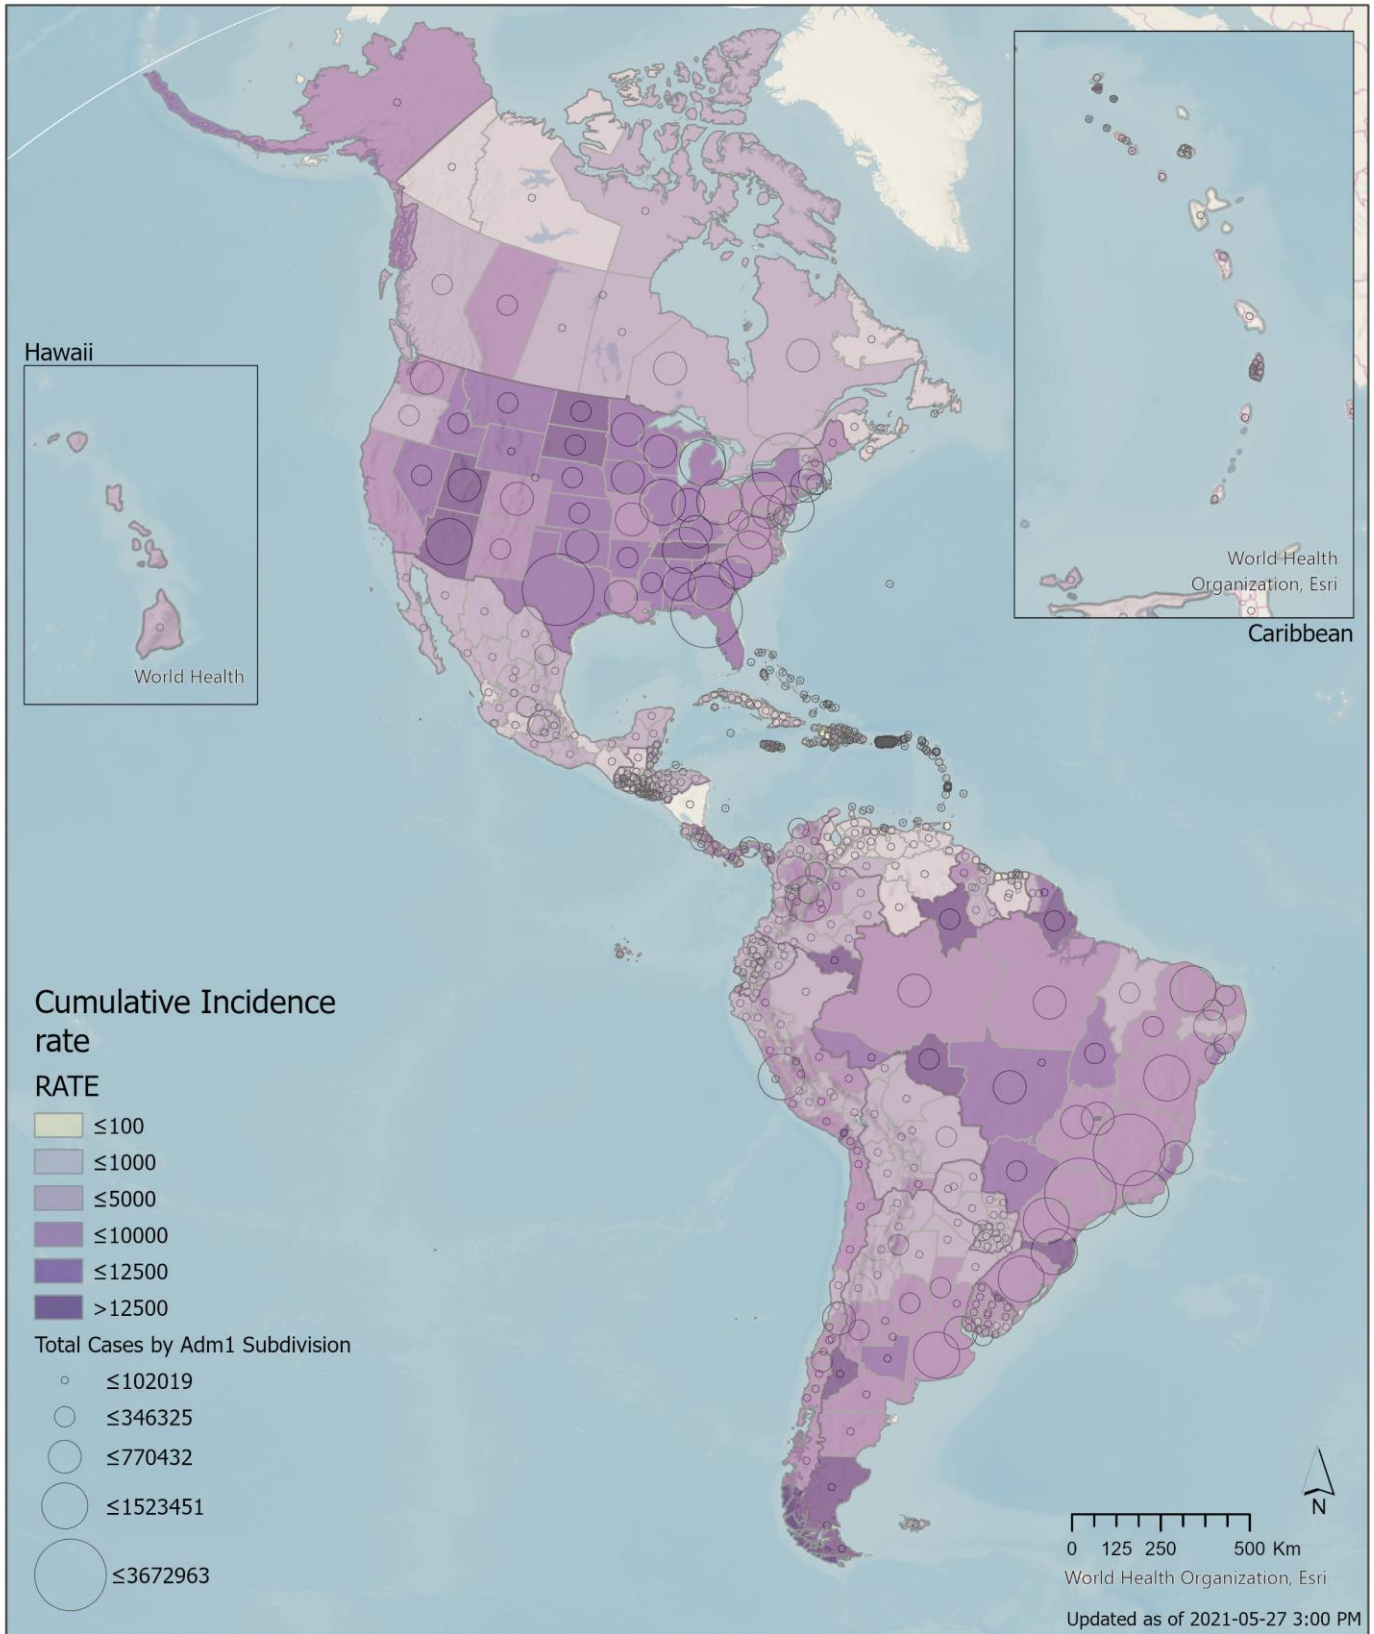 Hawaii
World Health
World Health
Organization, Esri
Caribbean
Cumulative Incidence
rate
RATE
≤100
≤1000
≤5000
≤10000
≤12500
>12500
Total Cases by Adm1 Subdivision
≤102019
≤346325
≤770432
≤1523451
≤3672963
N
0 125 250 500 Km
World Health Organization, Esri
Updated as of 2021-05-27 3:00 PM